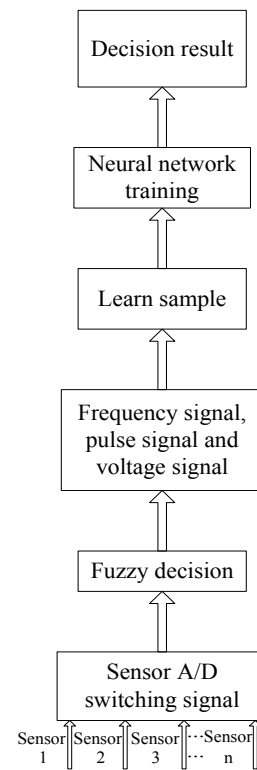 Decision result
Neural network
training
Learn sample
Frequency signal,
pulse signal and
voltage signal
Fuzzy decision
Sensor A/D
switching signal
Sensor Sensor Sensor ···Sensor
1 2 3 ··· n